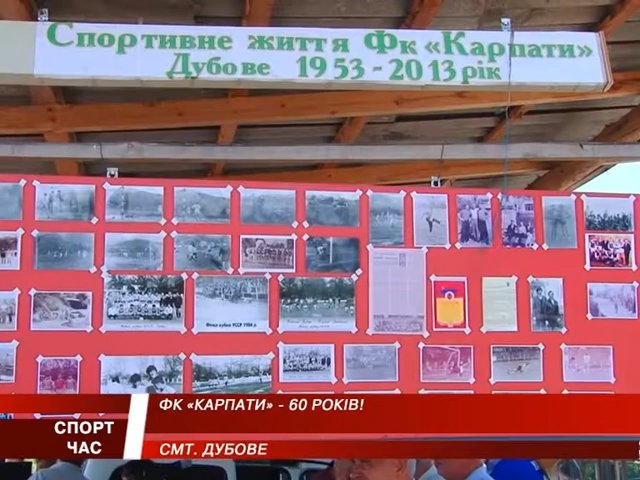 Спортивне життя Фк «Карпати»
Дубове 1953-2013 рік
ФК «КАРПАТИ» - 60 РОКІВ!
СПОРТ
ЧАС
СМТ. ДУБОВЕ